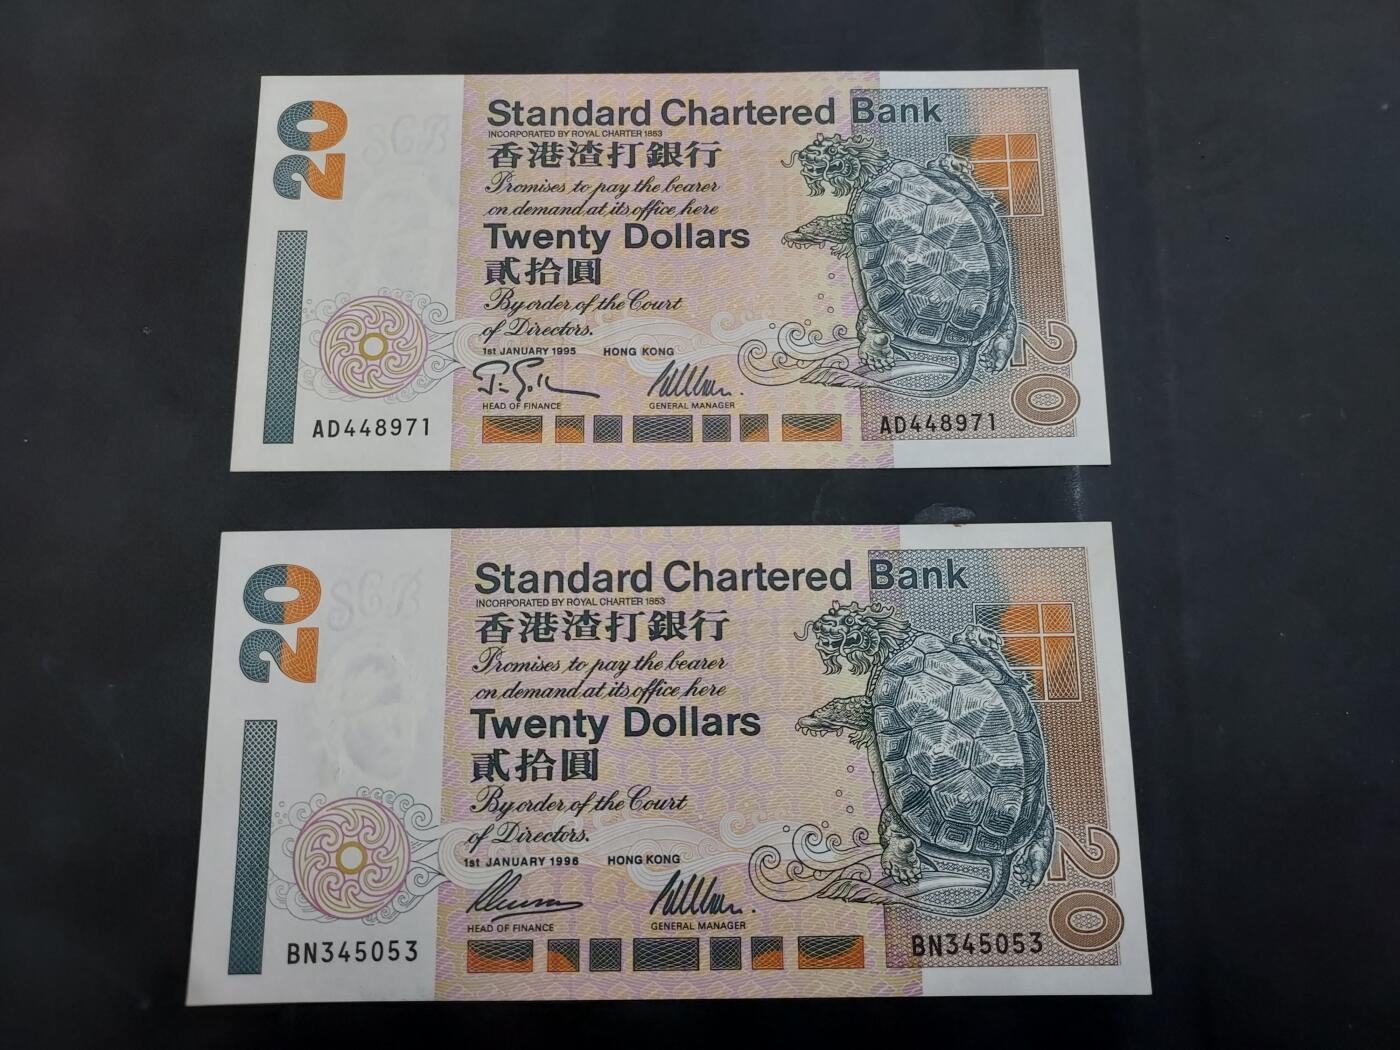 20
Standard Chartered Bank
INCORPORATED BY ROYAL CHARTER 1853
香港渣打銀行
Promises to pay the bearer
on demand at its office here
Twenty Dollars
貳拾圓
By order of the Court
of Directors.
1st JANUARY 1995 HONG KONG
HEAD OF FINANCE GENERAL MANAGER
AD448971 AD448971
20
20
SCB
Standard Chartered Bank
INCORPORATED BY ROYAL CHARTER 1853
香港渣打銀行
Promises to pay the bearer
on demand at its office here
Twenty Dollars
貳拾圓
By order of the Court
of Directors.
1st JANUARY 1996 HONG KONG
HEAD OF FINANCE GENERAL MANAGER
BN345053 BN345053
20